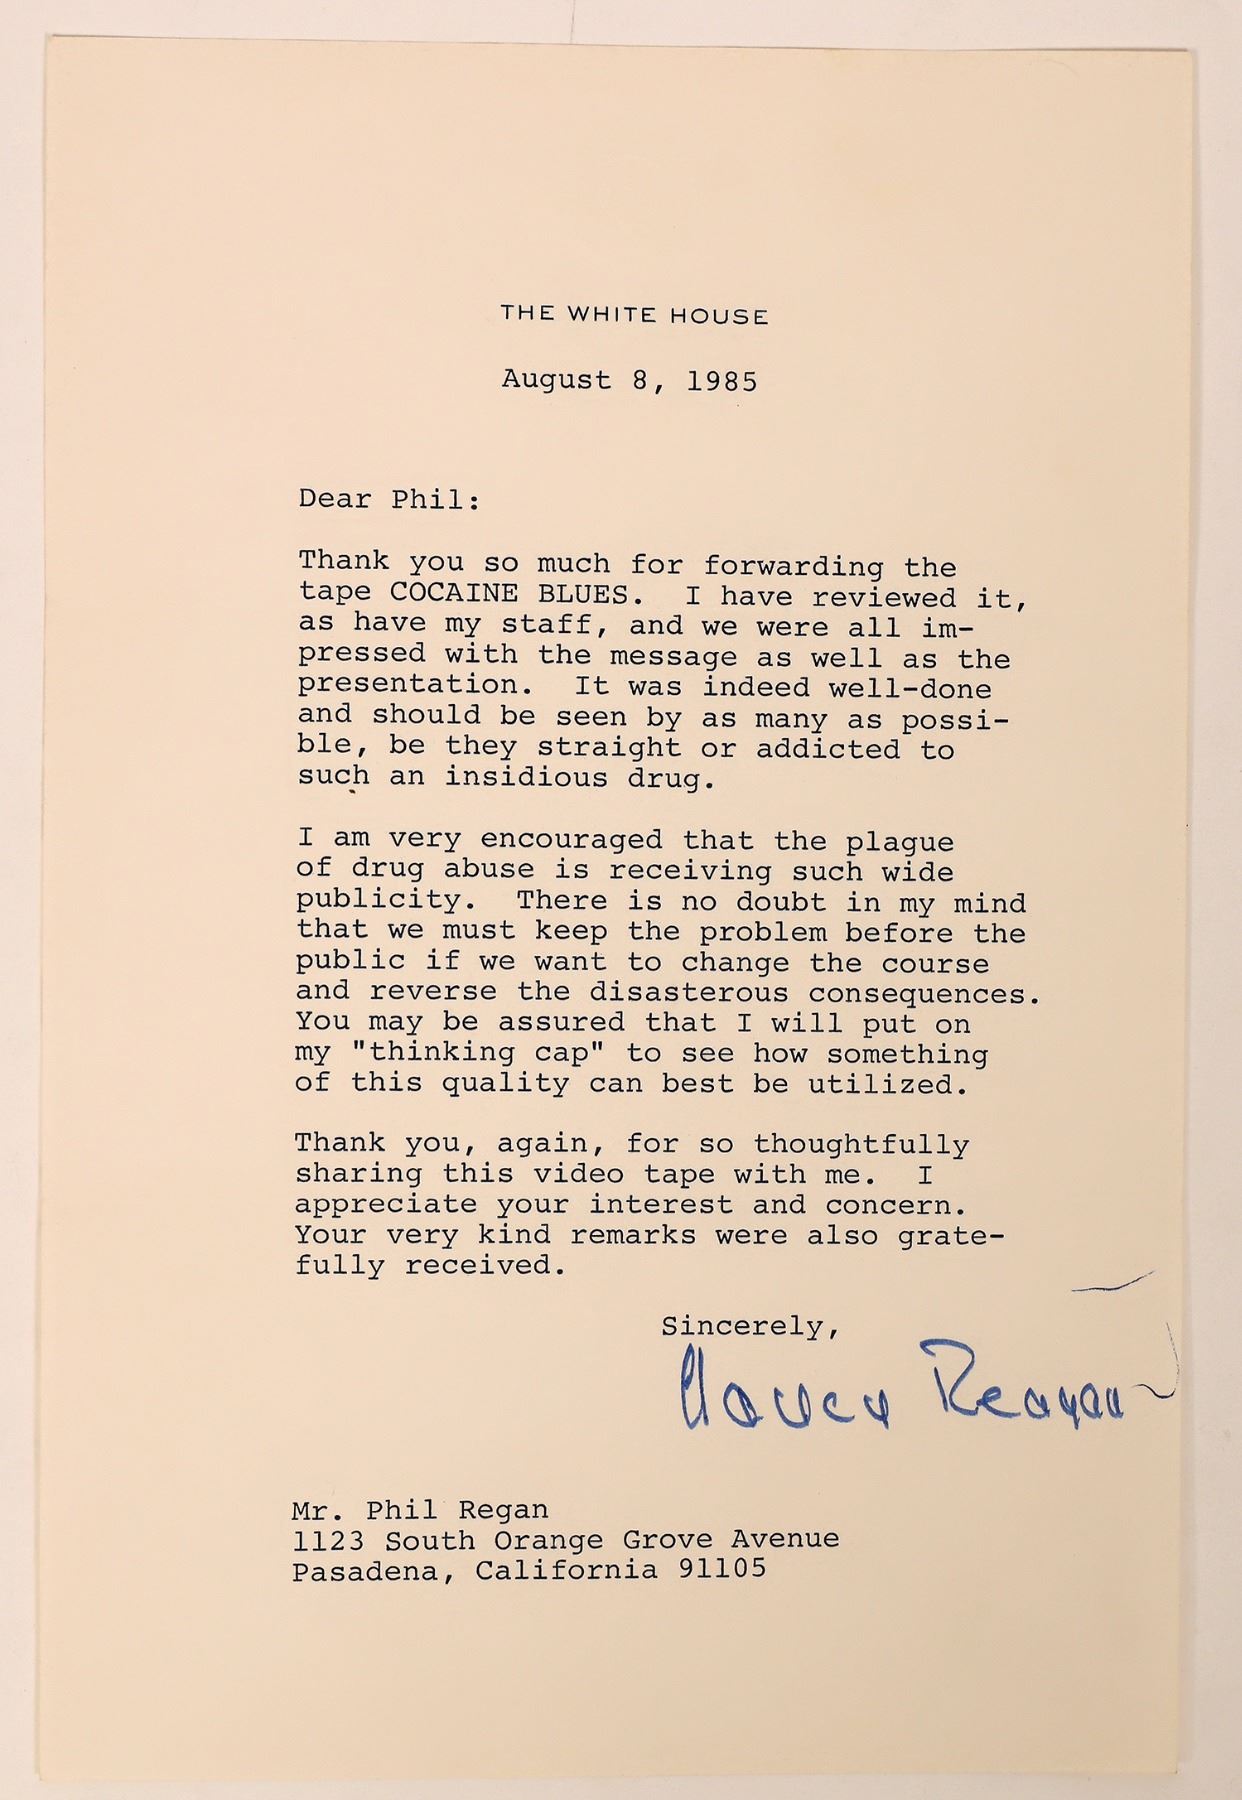 THE WHITE HOUSE
August 8, 1985
Dear Phil:
Thank you so much for forwarding the
tape COCAINE BLUES.  I have reviewed it,
as have my staff, and we were all im-
pressed with the message as well as the
presentation.  It was indeed well-done
and should be seen by as many as possi-
ble, be they straight or addicted to
such an insidious drug.
I am very encouraged that the plague
of drug abuse is receiving such wide
publicity.  There is no doubt in my mind
that we must keep the problem before the
public if we want to change the course
and reverse the disasterous consequences.
You may be assured that I will put on
my "thinking cap" to see how something
of this quality can best be utilized.
Thank you, again, for so thoughtfully
sharing this video tape with me.  I
appreciate your interest and concern.
Your very kind remarks were also grate-
fully received.
Sincerely,
Nancy Reagan
Mr. Phil Regan
1123 South Orange Grove Avenue
Pasadena, California 91105